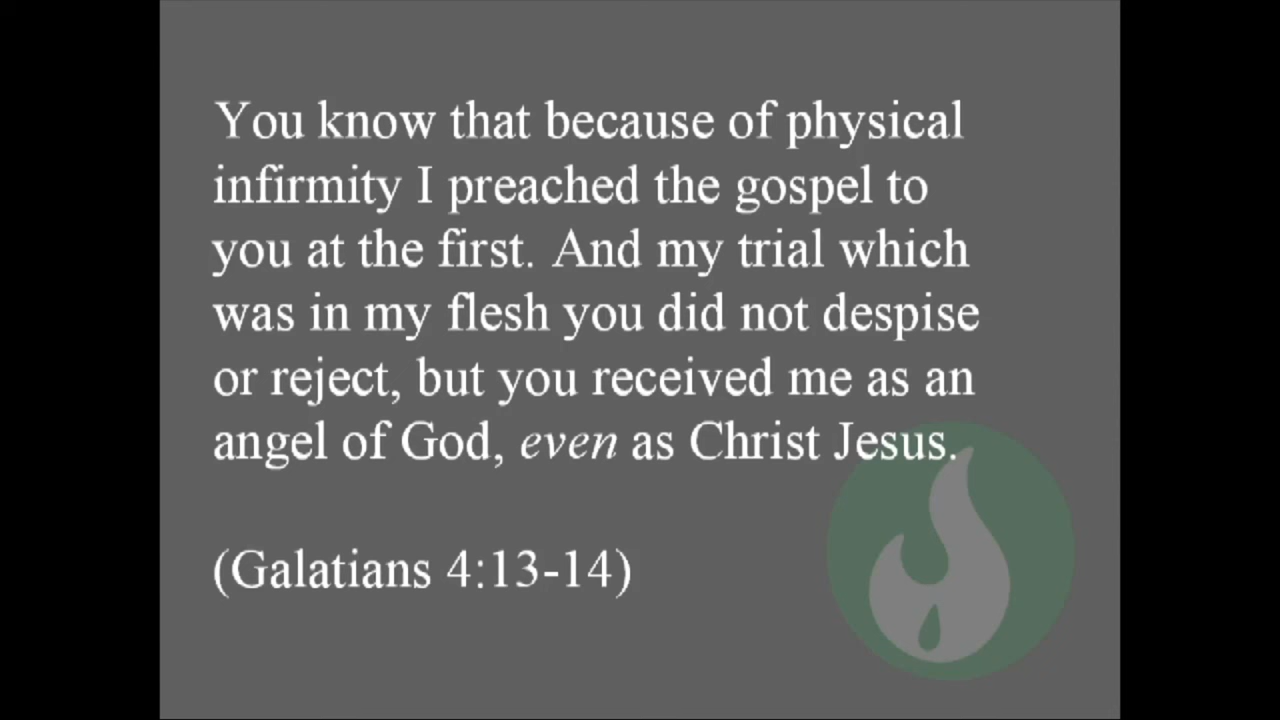 You know that because of physical
infirmity I preached the gospel to
you at the first. And my trial which
was in my flesh you did not despise
or reject, but you received me as an
angel of God, even as Christ Jesus.
(Galatians 4:13-14)